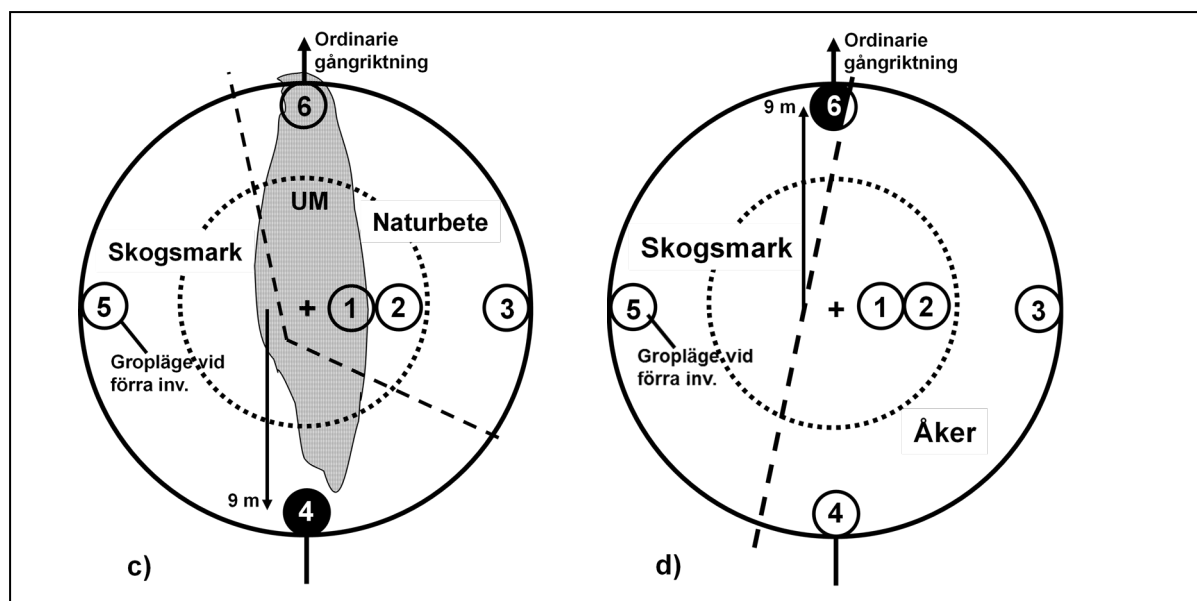 Ordinarie
gångriktning
6
UM
Naturbete
Skogsmark
5
+
1
2
3
Gropläge vid
förra inv.
9 m
4
c)
Ordinarie
gångriktning
9 m
6
Skogsmark
5
+
1
2
3
Gropläge vid
förra inv.
Åker
4
d)